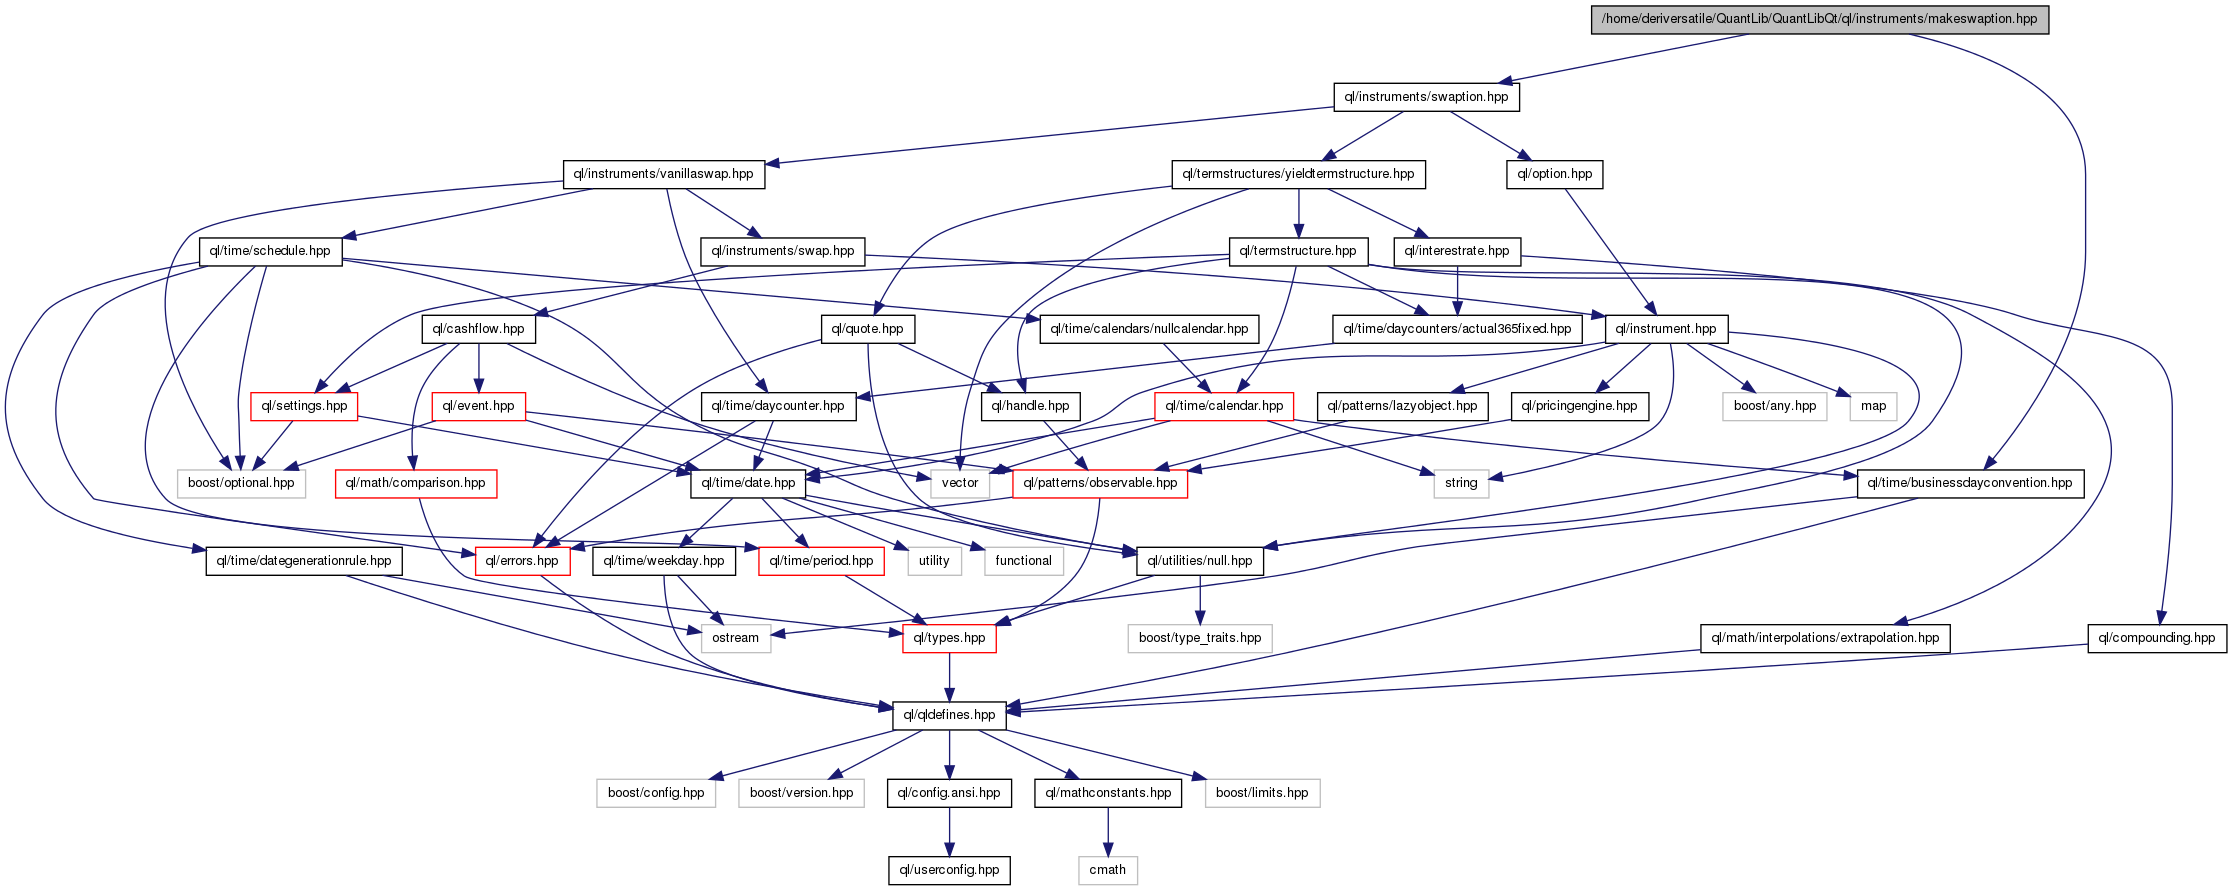 /home/deriversatile/QuantLib/QuantLibQt/ql/instruments/makeswaption.hpp
ql/instruments/swaption.hpp
ql/instruments/vanillaswap.hpp
ql/termstructures/yieldtermstructure.hpp
ql/option.hpp
ql/time/schedule.hpp
ql/instruments/swap.hpp
ql/termstructure.hpp
ql/interestrate.hpp
ql/cashflow.hpp
ql/quote.hpp
ql/time/calendars/nullcalendar.hpp
ql/time/daycounters/actual365fixed.hpp
ql/instrument.hpp
ql/settings.hpp
ql/event.hpp
ql/time/daycounter.hpp
ql/handle.hpp
ql/time/calendar.hpp
ql/patterns/lazyobject.hpp
ql/pricingengine.hpp
boost/any.hpp
map
boost/optional.hpp
ql/math/comparison.hpp
ql/time/date.hpp
vector
ql/patterns/observable.hpp
string
ql/time/businessdayconvention.hpp
ql/time/dategenerationrule.hpp
ql/errors.hpp
ql/time/weekday.hpp
ql/time/period.hpp
utility
functional
ql/utilities/null.hpp
ostream
ql/types.hpp
boost/type_traits.hpp
ql/math/interpolations/extrapolation.hpp
ql/compounding.hpp
ql/qldefines.hpp
boost/config.hpp
boost/version.hpp
ql/config.ansi.hpp
ql/mathconstants.hpp
boost/limits.hpp
ql/userconfig.hpp
cmath